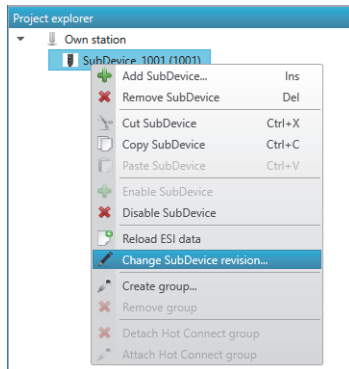 Project explorer
Own station
SubDevice_1001 (1001)
Add SubDevice... Ins
Remove SubDevice Del
Cut SubDevice Ctrl+X
Copy SubDevice Ctrl+C
Paste SubDevice Ctrl+V
Enable SubDevice
Disable SubDevice
Reload ESI data
Change SubDevice revision...
Create group...
Remove group
Detach Hot Connect group
Attach Hot Connect group